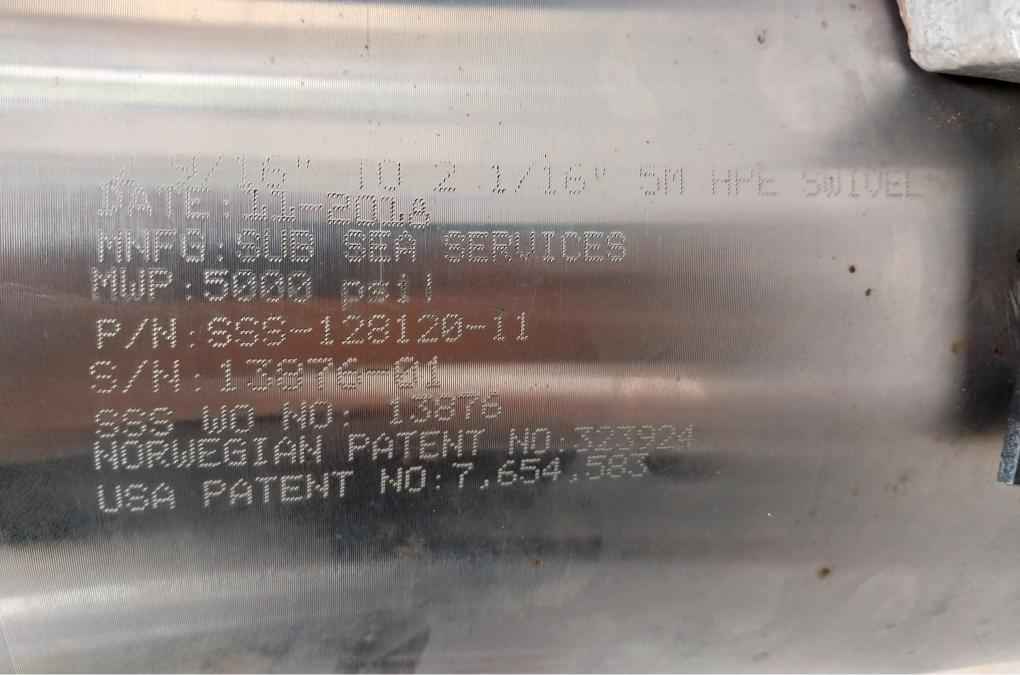 9/16" TO 2 1/16" 5M HPE SWIVEL
DATE:11-2018
MNFG:SUB SEA SERVICES
MWP:5000 psi
P/N:SSS-128120-11
S/N:13876-01
SSS WO NO: 13876
NORWEGIAN PATENT NO:323924
USA PATENT NO:7,654,583